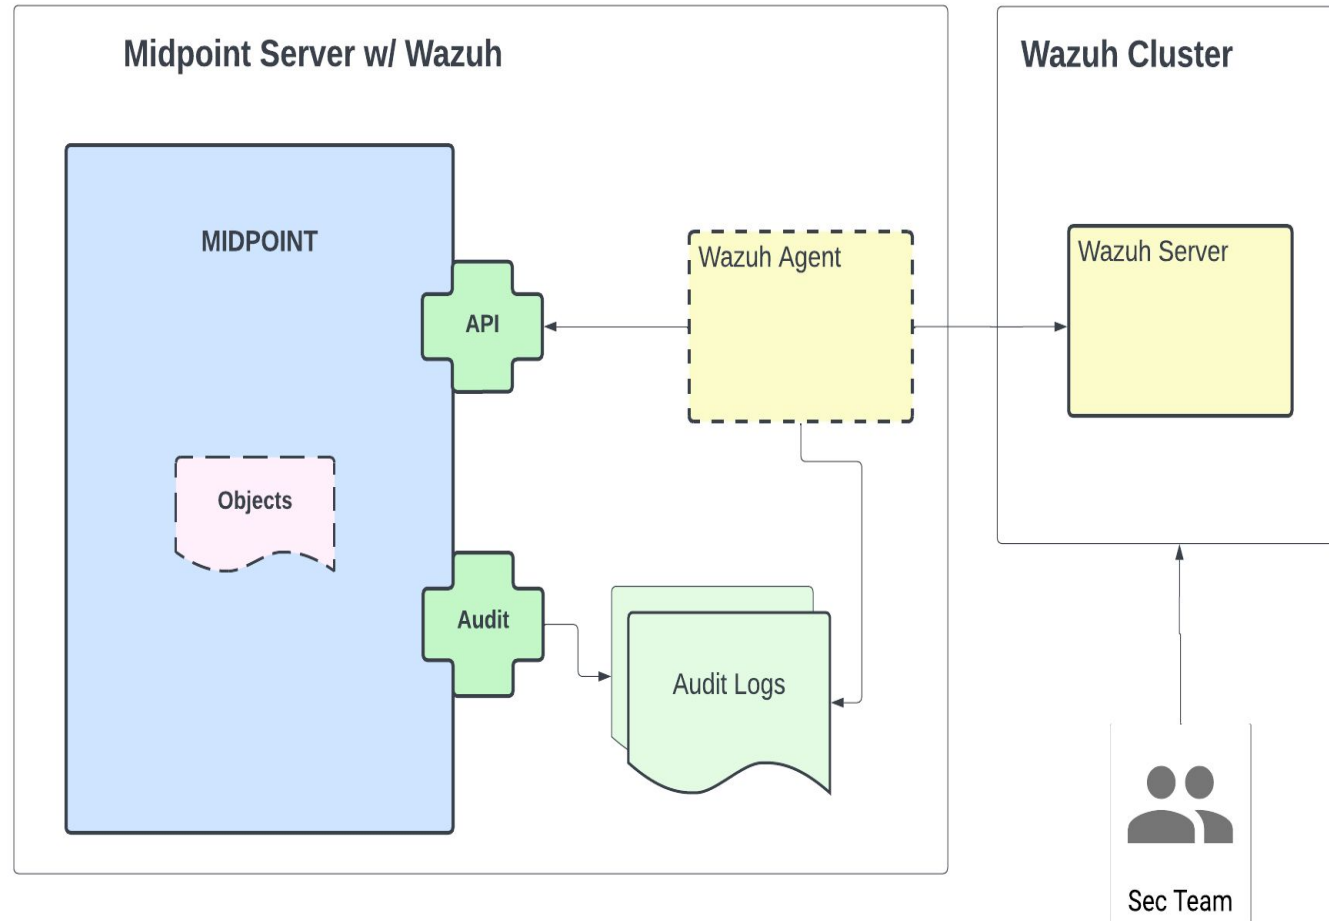 Midpoint Server w/ Wazuh
Wazuh Cluster
MIDPOINT
Wazuh Agent
Wazuh Server
API
Objects
Audit
Audit Logs
Sec Team